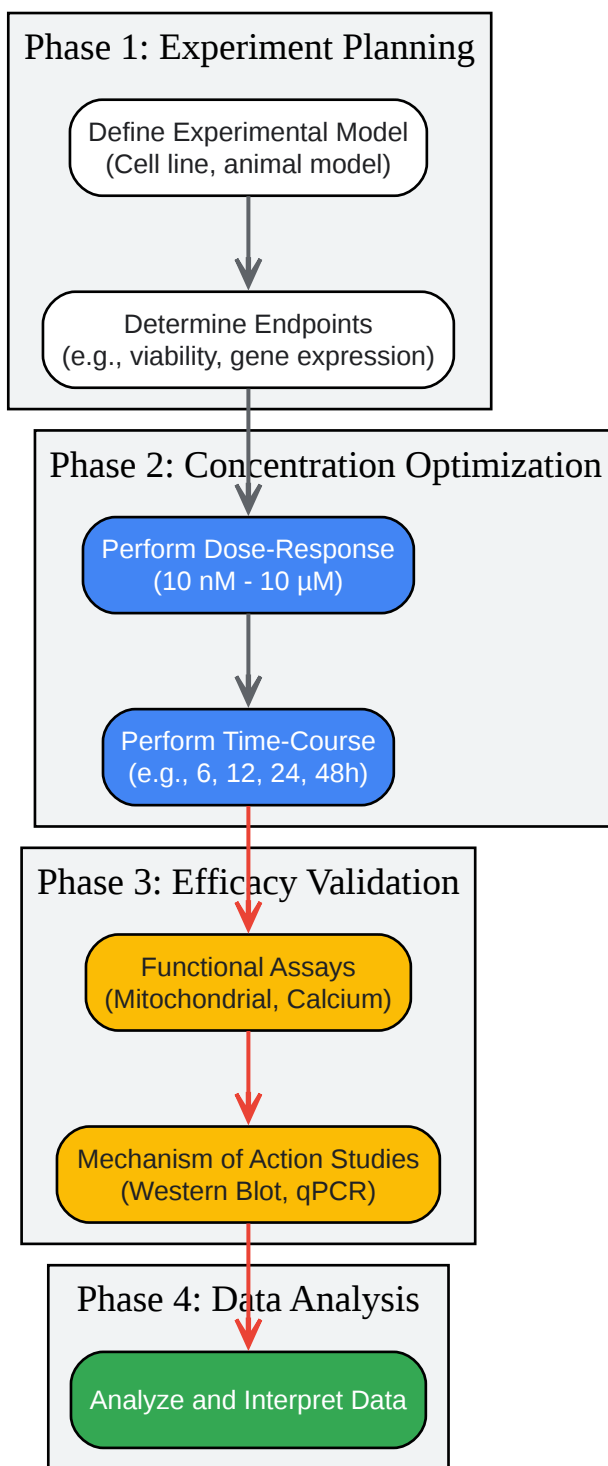 Phase 1: Experiment Planning
Define Experimental Model
(Cell line, animal model)
Determine Endpoints
(e.g., viability, gene expression)
Phase 2: Concentration Optimization
Perform Dose-Response
(10 nM - 10 µM)
Perform Time-Course
(e.g., 6, 12, 24, 48h)
Phase 3: Efficacy Validation
Functional Assays
(Mitochondrial, Calcium)
Mechanism of Action Studies
(Western Blot, qPCR)
Phase 4: Data Analysis
Analyze and Interpret Data